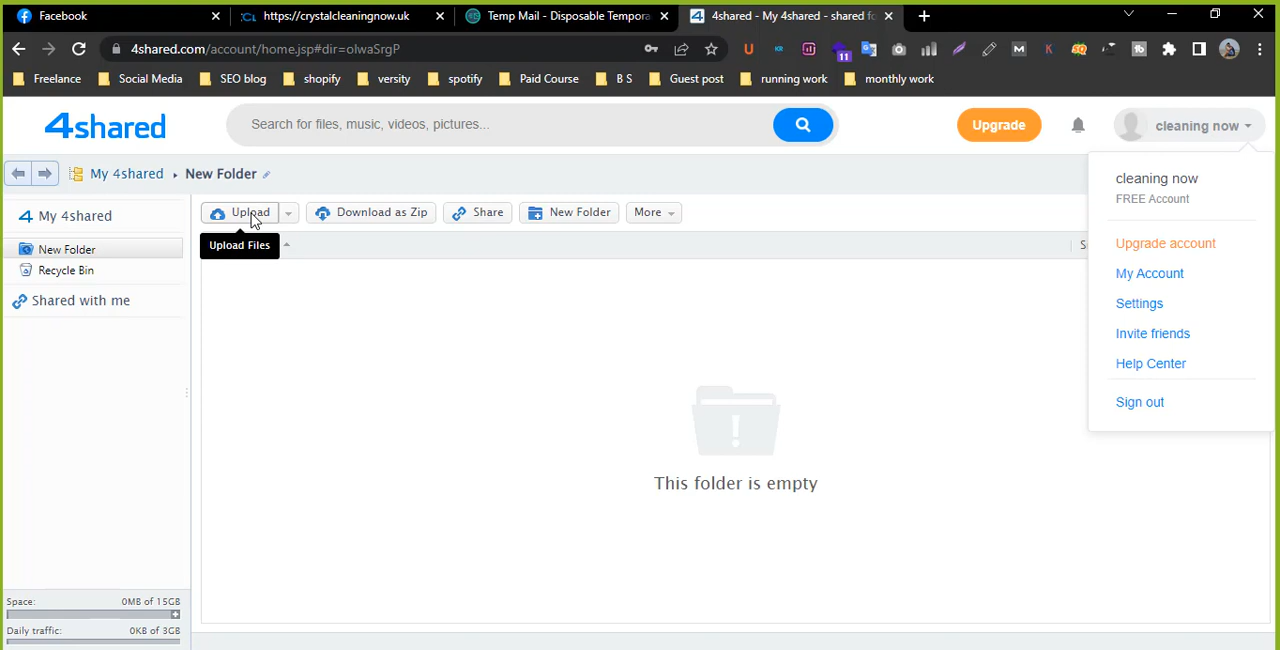 Facebook
https://crystalcleaningnow.uk
Temp Mail - Disposable Tempora
4shared - My 4shared - shared fo
4shared.com/account/home.jsp#dir=olwaSrgP
11
Freelance
Social Media
SEO blog
shopify
versity
spotify
Paid Course
B S
Guest post
running work
monthly work
4shared
Search for files, music, videos, pictures...
Upgrade
cleaning now
My 4shared
New Folder
cleaning now
FREE Account
My 4shared
Upload
Download as Zip
Share
New Folder
More
Upload Files
New Folder
Recycle Bin
Upgrade account
My Account
Shared with me
Settings
Invite friends
Help Center
Sign out
This folder is empty
Space: 0MB of 15GB
Daily traffic: 0KB of 3GB